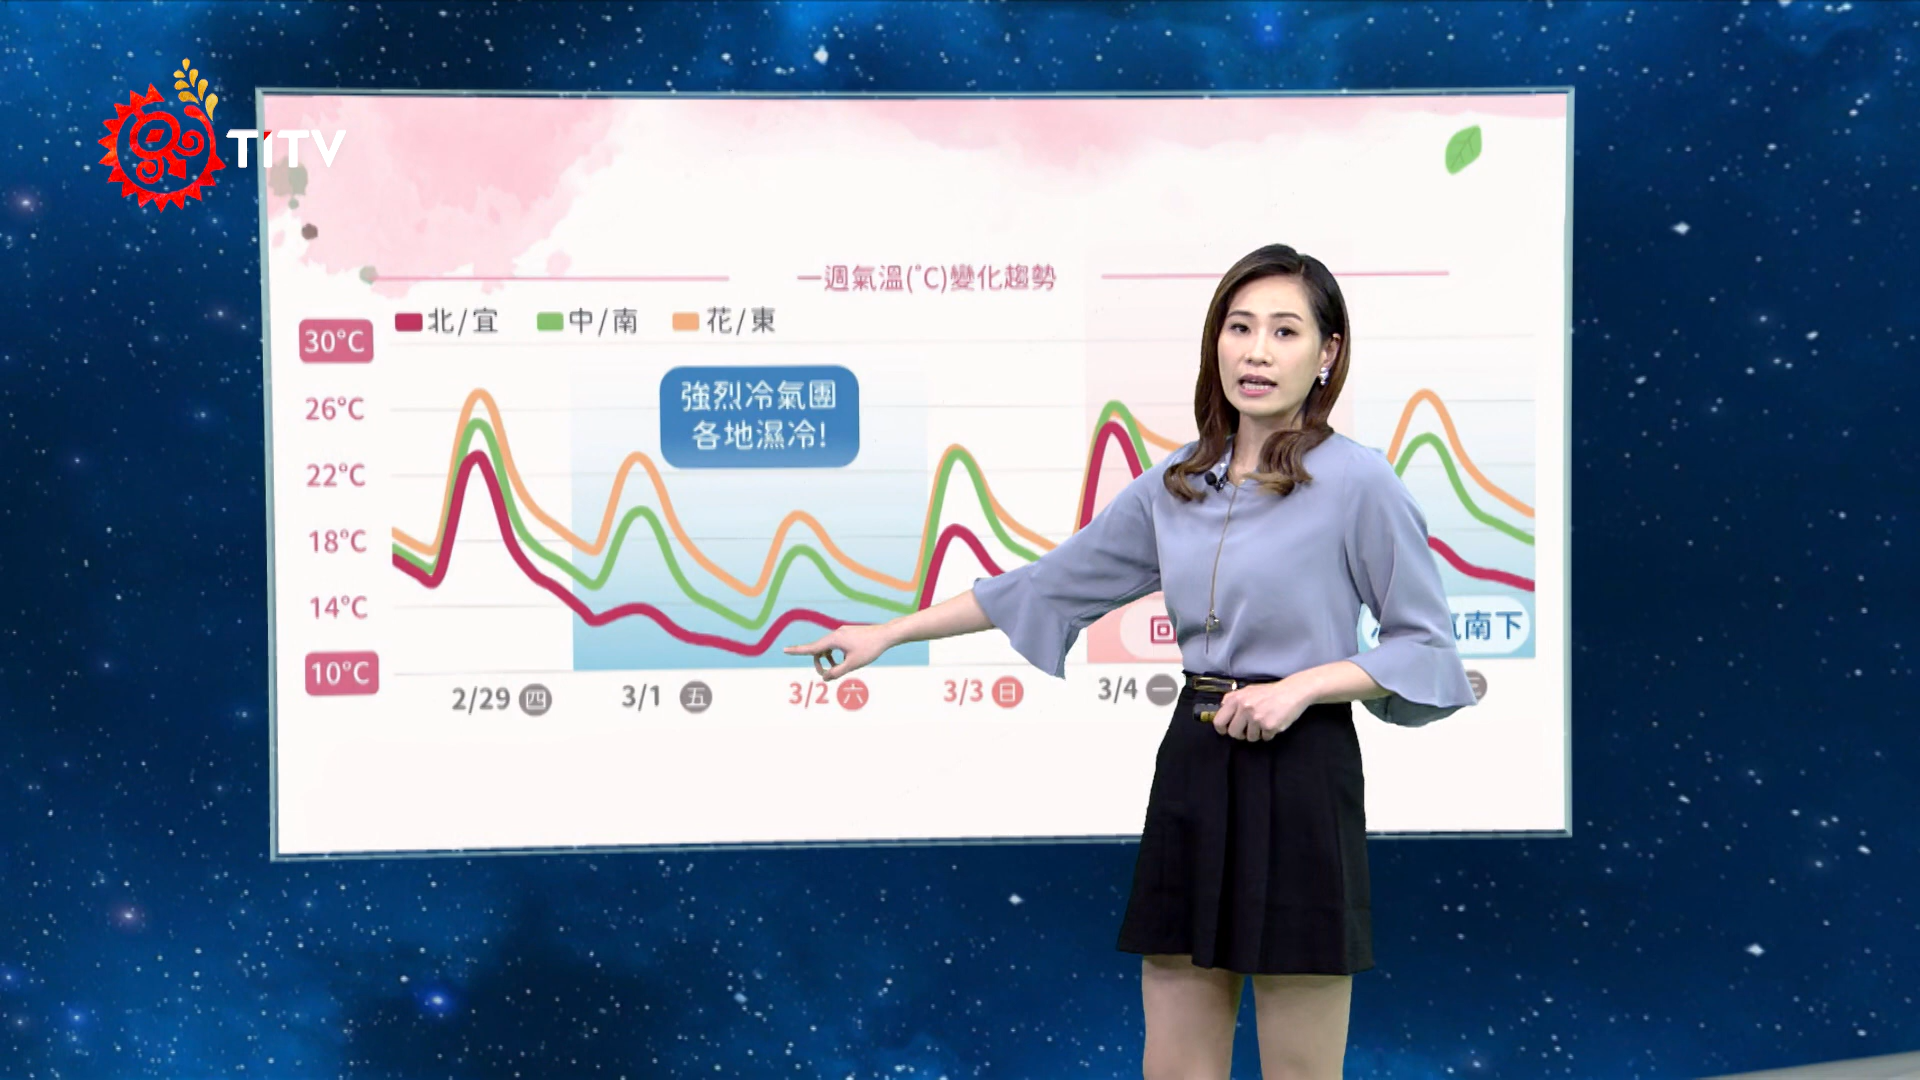 TiTV
一週氣溫(°C)變化趨勢
北/宜 中/南 花/東
30°C
26°C
22°C
18°C
14°C
10°C
強烈冷氣團
各地濕冷!
回
氣南下
2/29 四 3/1 五 3/2 六 3/3 日 3/4 一 三